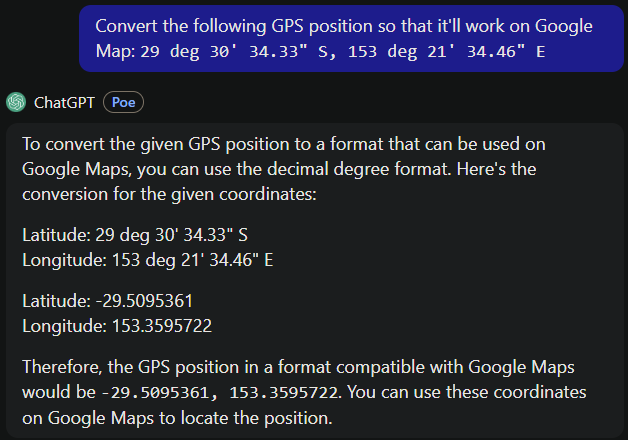 Convert the following GPS position so that it'll work on Google
Map: 29 deg 30' 34.33" S, 153 deg 21' 34.46" E
ChatGPT Poe
To convert the given GPS position to a format that can be used on
Google Maps, you can use the decimal degree format. Here's the
conversion for the given coordinates:
Latitude: 29 deg 30' 34.33" S
Longitude: 153 deg 21' 34.46" E
Latitude: -29.5095361
Longitude: 153.3595722
Therefore, the GPS position in a format compatible with Google Maps
would be -29.5095361, 153.3595722. You can use these coordinates
on Google Maps to locate the position.